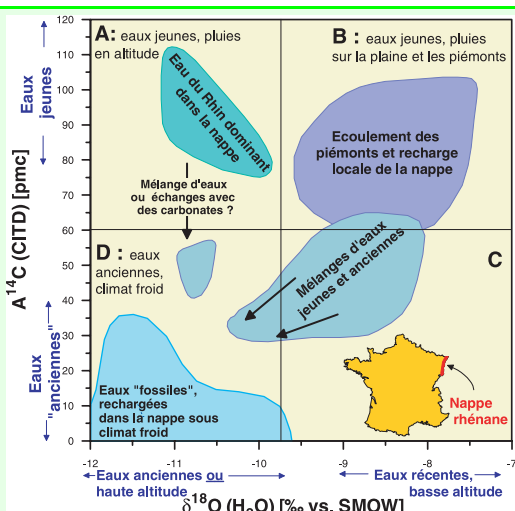 A: eaux jeunes, pluies
en altitude
B : eaux jeunes, pluies
sur la plaine et les piémonts
Eau du Rhin dominant
dans la nappe
Ecoulement des
piémonts et recharge
locale de la nappe
Mélange d'eaux
ou échanges avec
des carbonates ?
D : eaux
anciennes,
climat froid
C
Mélanges d'eaux
jeunes et anciennes
Eaux "fossiles",
rechargées
dans la nappe sous
climat froid
Nappe
rhénane
Eaux
jeunes
A¹⁴C (CITD) [pmc]
Eaux
"anciennes"
120
100
80
60
50
40
30
20
10
0
-12
-11
-10
-9
-8
-7
Eaux anciennes ou
haute altitude
Eaux récentes,
basse altitude
δ¹⁸O (H₂O) [‰ vs. SMOW]